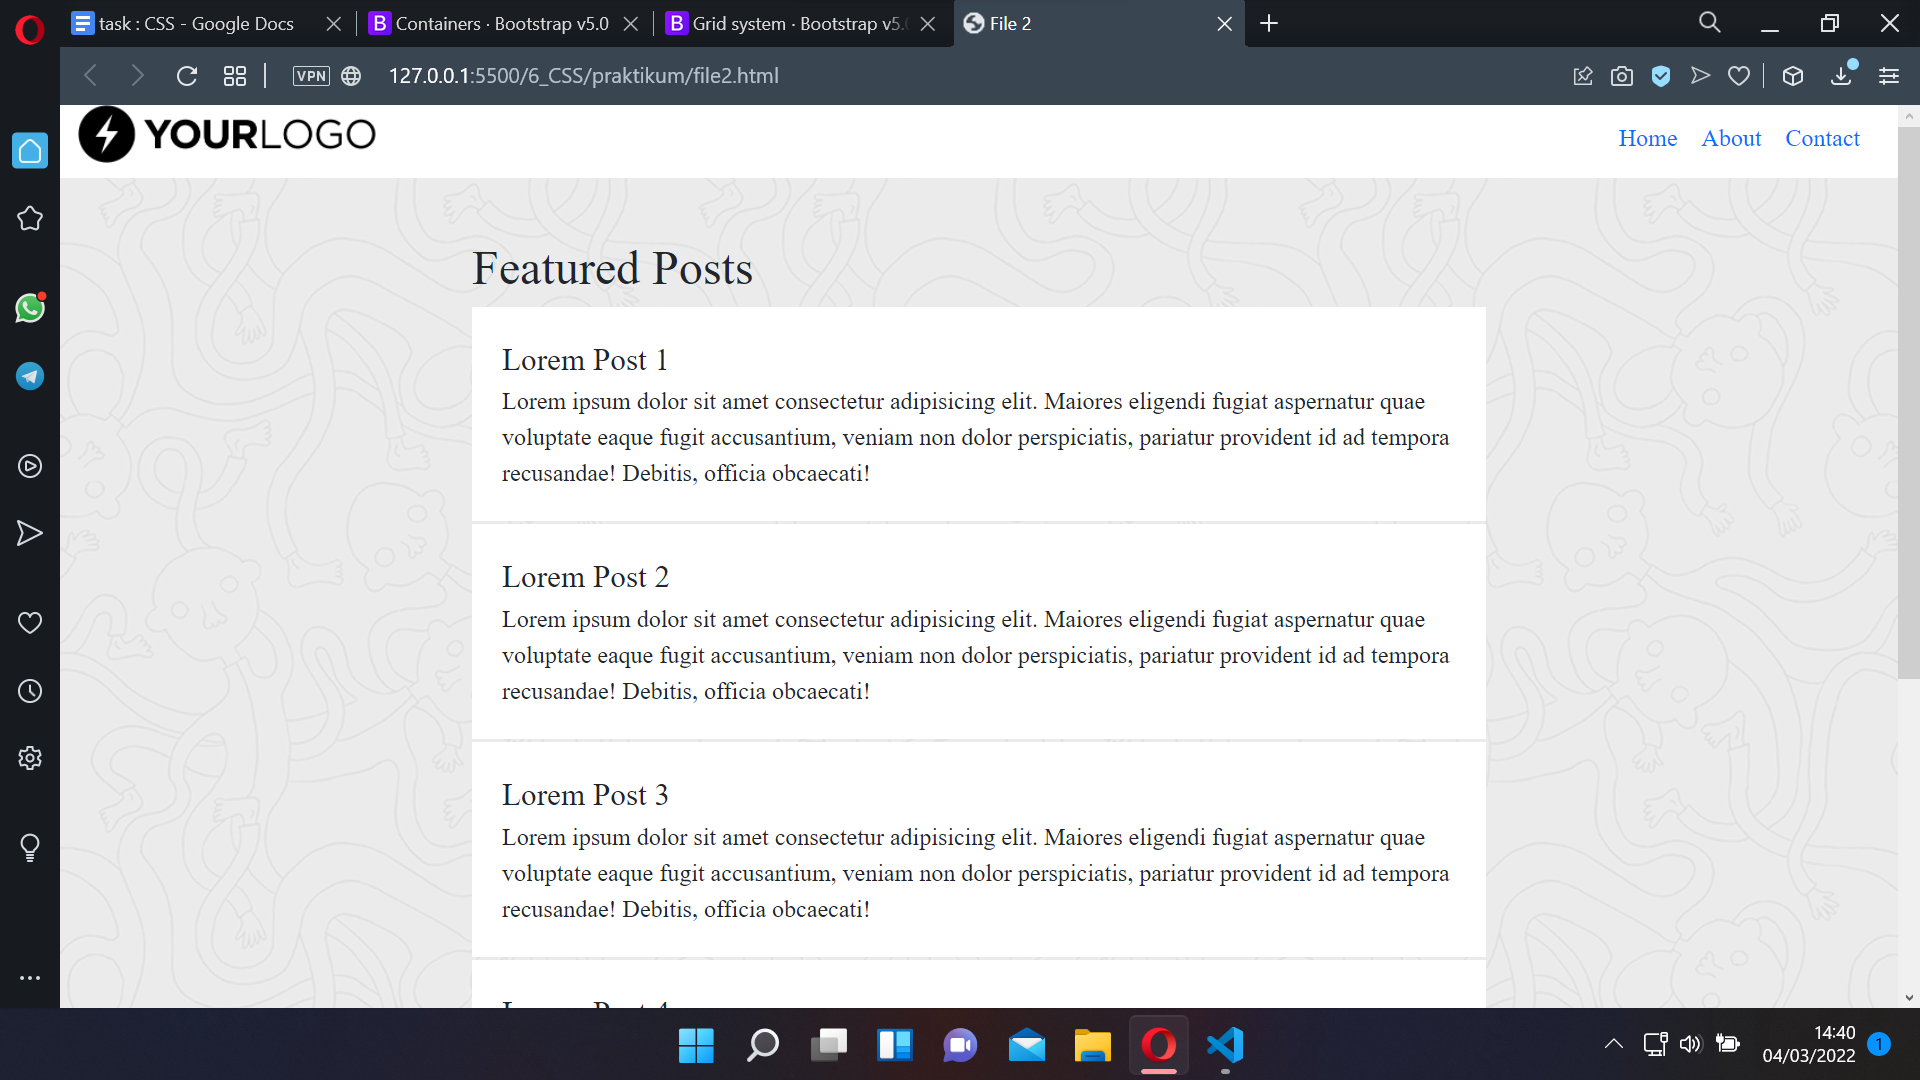 task : CSS - Google Docs
Containers · Bootstrap v5.0
Grid system · Bootstrap v5.0
File 2
VPN
127.0.0.1:5500/6_CSS/praktikum/file2.html
YOURLOGO
Home About Contact
Featured Posts
Lorem Post 1
Lorem ipsum dolor sit amet consectetur adipisicing elit. Maiores eligendi fugiat aspernatur quae
voluptate eaque fugit accusantium, veniam non dolor perspiciatis, pariatur provident id ad tempora
recusandae! Debitis, officia obcaecati!
Lorem Post 2
Lorem ipsum dolor sit amet consectetur adipisicing elit. Maiores eligendi fugiat aspernatur quae
voluptate eaque fugit accusantium, veniam non dolor perspiciatis, pariatur provident id ad tempora
recusandae! Debitis, officia obcaecati!
Lorem Post 3
Lorem ipsum dolor sit amet consectetur adipisicing elit. Maiores eligendi fugiat aspernatur quae
voluptate eaque fugit accusantium, veniam non dolor perspiciatis, pariatur provident id ad tempora
recusandae! Debitis, officia obcaecati!
Lorem Post 4
14:40
04/03/2022
1